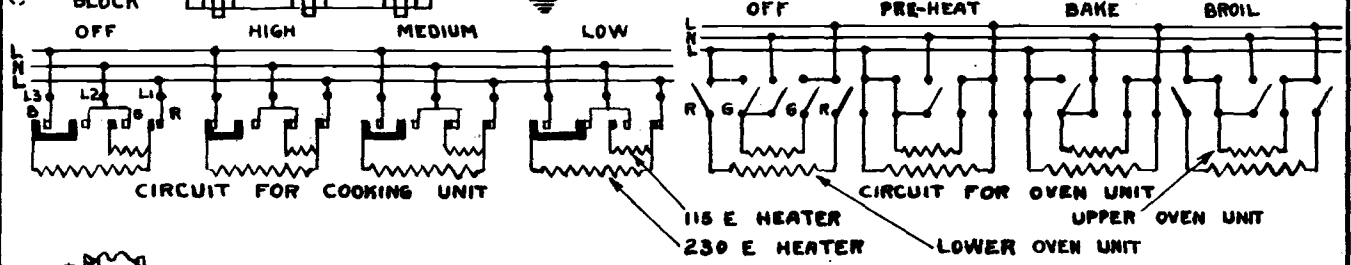 BLOCK
OFF HIGH MEDIUM LOW
OFF PRE-HEAT BAKE BROIL
L
N
L
L
N
L
L3 L2 L1
B G R
R G G R
CIRCUIT FOR COOKING UNIT
CIRCUIT FOR OVEN UNIT
115 E HEATER
230 E HEATER
UPPER OVEN UNIT
LOWER OVEN UNIT